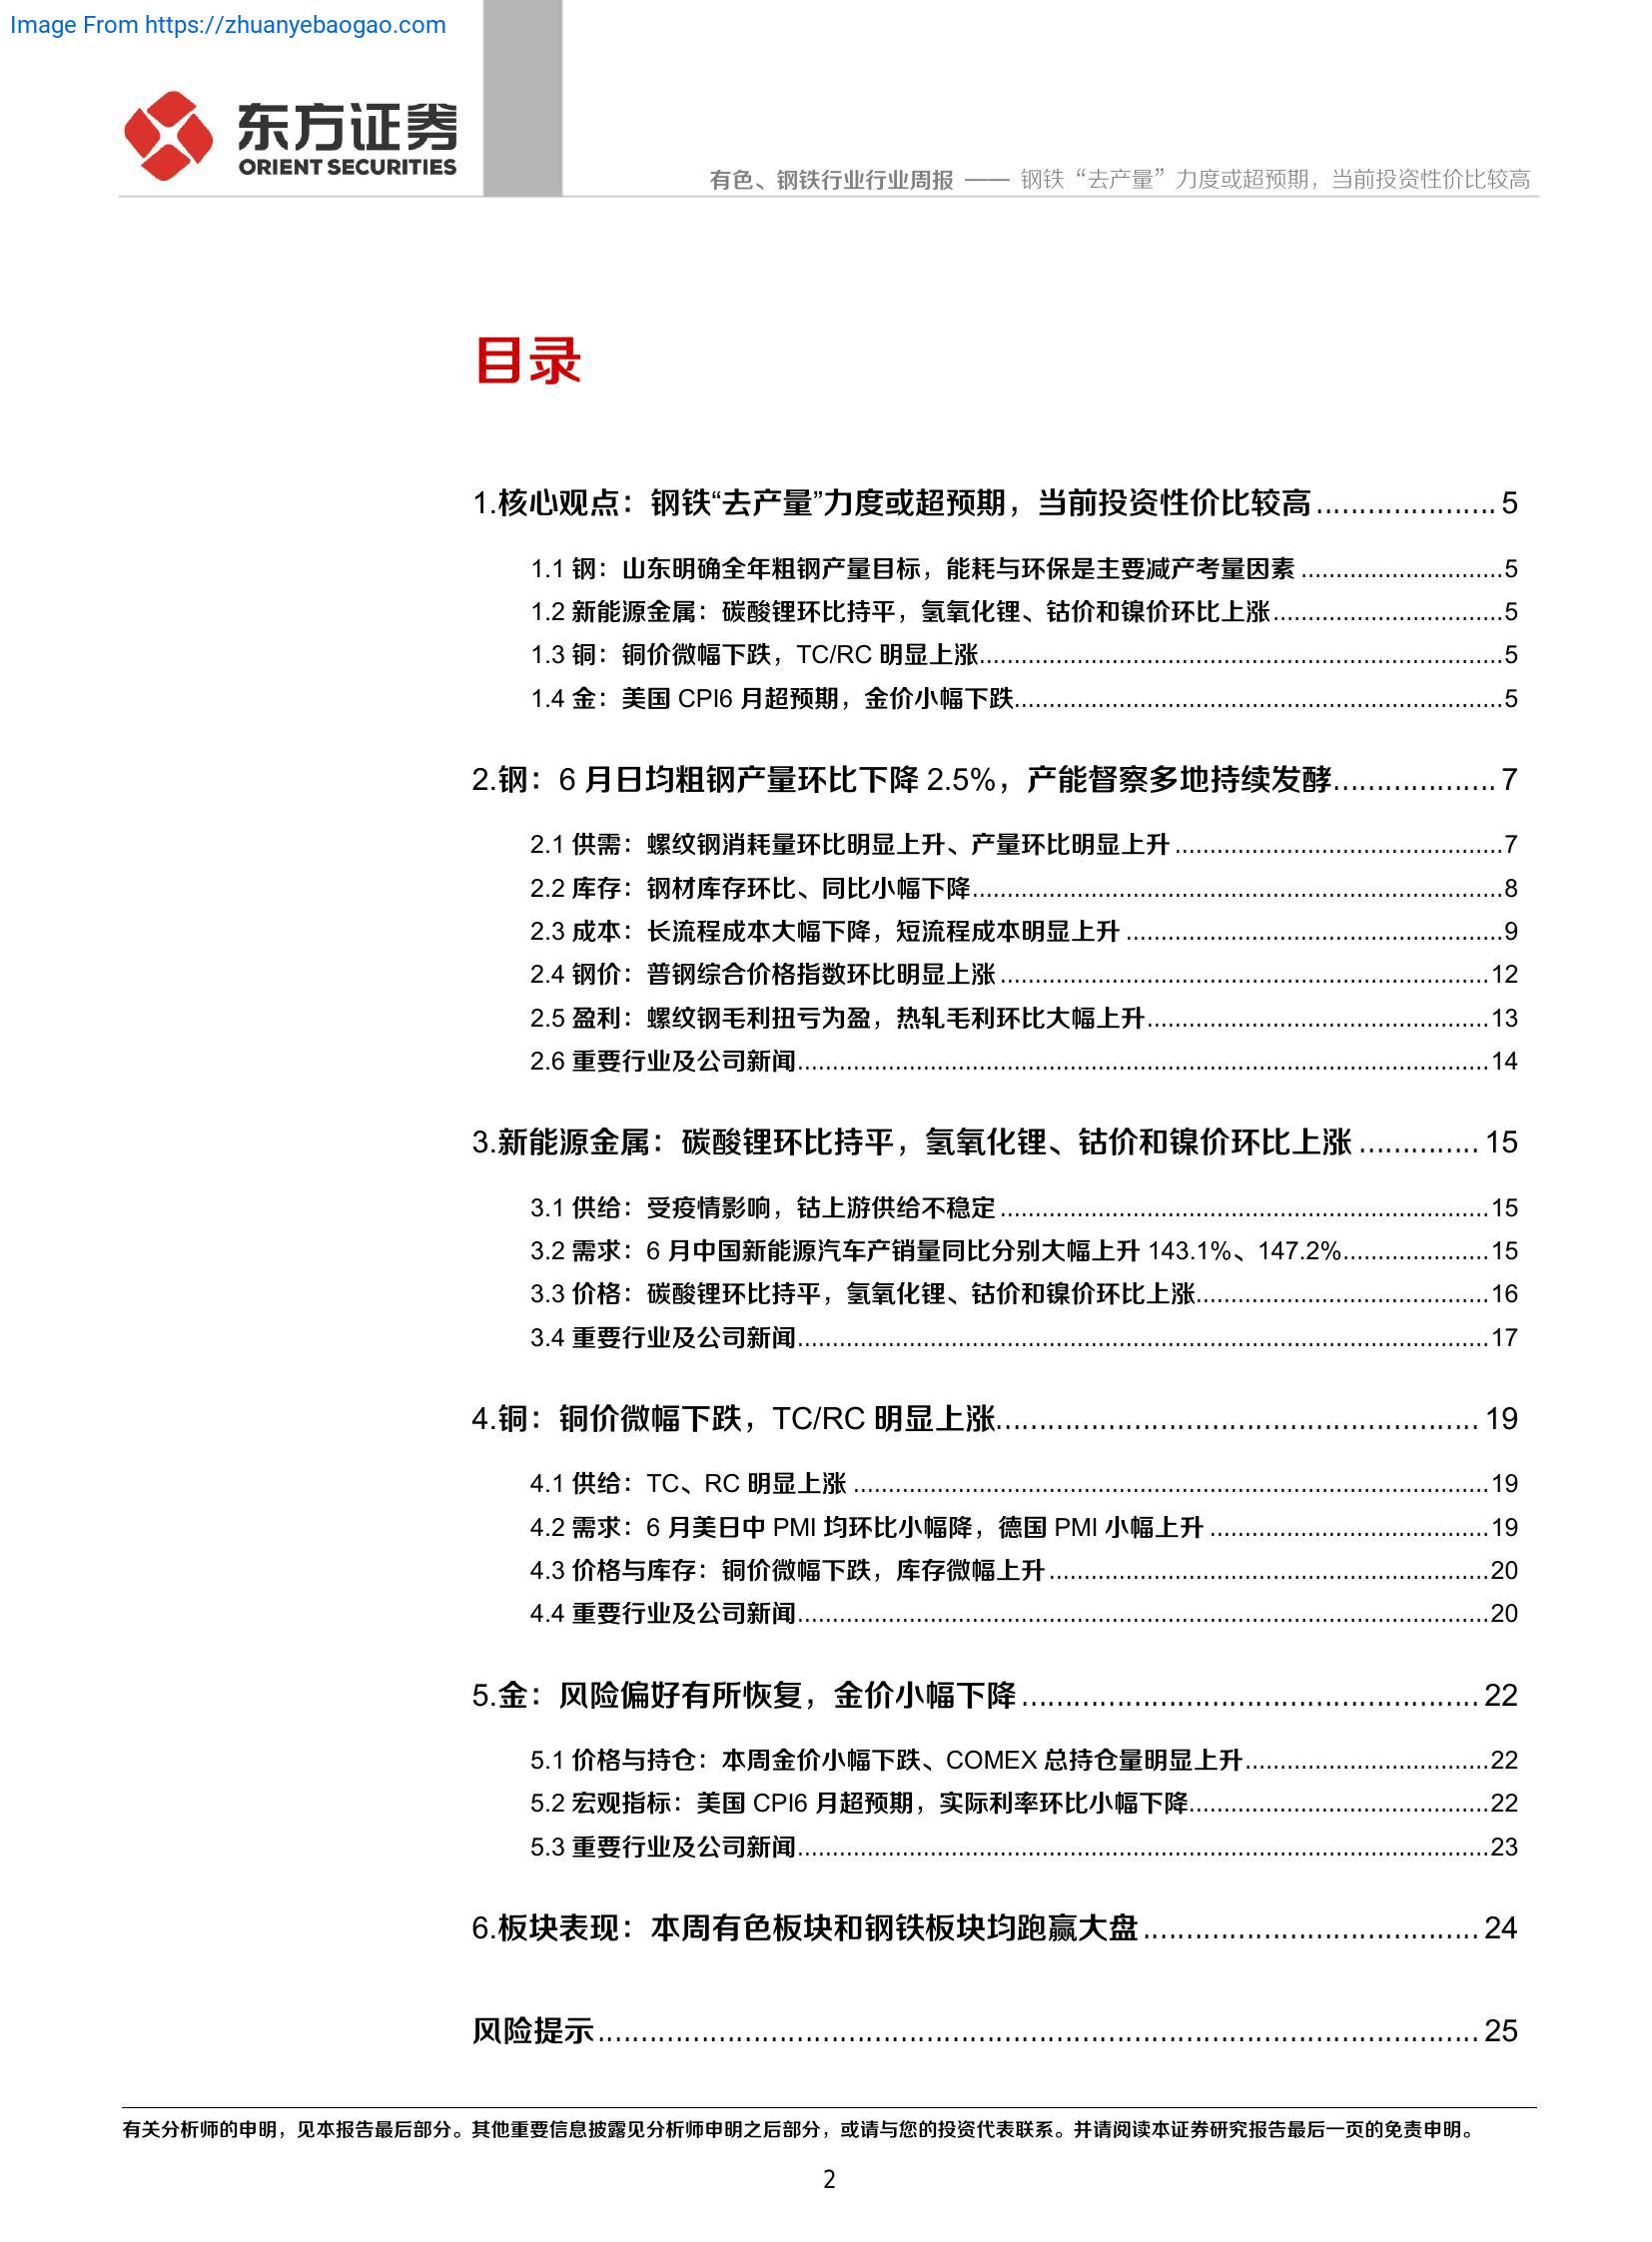 Image From https://zhuanyebaogao.com
东方证券
ORIENT SECURITIES
有色、钢铁行业行业周报 —— 钢铁“去产量”力度或超预期，当前投资性价比较高
目录
1.核心观点：钢铁“去产量”力度或超预期，当前投资性价比较高..................... 5
1.1 钢：山东明确全年粗钢产量目标，能耗与环保是主要减产考量因素.............................5
1.2 新能源金属：碳酸锂环比持平，氢氧化锂、钴价和镍价环比上涨.................................5
1.3 铜：铜价微幅下跌，TC/RC 明显上涨...........................................................................5
1.4 金：美国 CPI6 月超预期，金价小幅下跌......................................................................5
2.钢：6 月日均粗钢产量环比下降 2.5%，产能督察多地持续发酵................... 7
2.1 供需：螺纹钢消耗量环比明显上升、产量环比明显上升...............................................7
2.2 库存：钢材库存环比、同比小幅下降............................................................................8
2.3 成本：长流程成本大幅下降，短流程成本明显上升......................................................9
2.4 钢价：普钢综合价格指数环比明显上涨......................................................................12
2.5 盈利：螺纹钢毛利扭亏为盈，热轧毛利环比大幅上升.................................................13
2.6 重要行业及公司新闻...................................................................................................14
3.新能源金属：碳酸锂环比持平，氢氧化锂、钴价和镍价环比上涨.............. 15
3.1 供给：受疫情影响，钴上游供给不稳定......................................................................15
3.2 需求：6 月中国新能源汽车产销量同比分别大幅上升 143.1%、147.2%.....................15
3.3 价格：碳酸锂环比持平，氢氧化锂、钴价和镍价环比上涨..........................................16
3.4 重要行业及公司新闻...................................................................................................17
4.铜：铜价微幅下跌，TC/RC 明显上涨........................................................ 19
4.1 供给：TC、RC 明显上涨...........................................................................................19
4.2 需求：6 月美日中 PMI 均环比小幅降，德国 PMI 小幅上升........................................19
4.3 价格与库存：铜价微幅下跌，库存微幅上升...............................................................20
4.4 重要行业及公司新闻...................................................................................................20
5.金：风险偏好有所恢复，金价小幅下降..................................................... 22
5.1 价格与持仓：本周金价小幅下跌、COMEX 总持仓量明显上升...................................22
5.2 宏观指标：美国 CPI6 月超预期，实际利率环比小幅下降...........................................22
5.3 重要行业及公司新闻...................................................................................................23
6.板块表现：本周有色板块和钢铁板块均跑赢大盘....................................... 24
风险提示....................................................................................................... 25
有关分析师的申明，见本报告最后部分。其他重要信息披露见分析师申明之后部分，或请与您的投资代表联系。并请阅读本证券研究报告最后一页的免责申明。
2